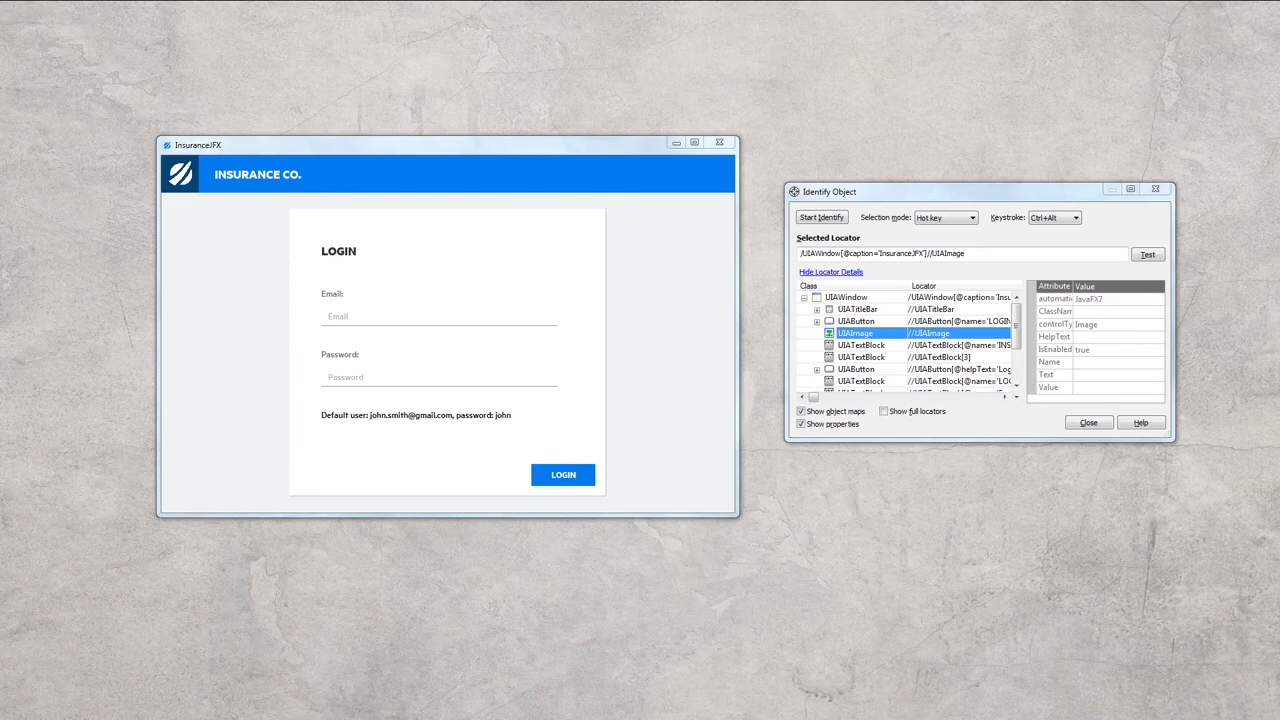 InsuranceJFX
INSURANCE CO.
LOGIN
Email:
Email
Password:
Password
Default user: john.smith@gmail.com, password: john
LOGIN
Identify Object
Start Identify Selection mode: Hot key Keystroke: Ctrl+Alt
Selected Locator
/UIAWindow[@caption='InsuranceJFX']//UIAImage Test
Hide Locator Details
Class Locator
UIAWindow /UIAWindow[@caption='Insu
UIATitleBar //UIATitleBar
UIAButton //UIAButton[@name='LOGIN
UIAImage //UIAImage
UIATextBlock //UIATextBlock[@name='INS
UIATextBlock //UIATextBlock[3]
UIAButton //UIAButton[@helpText='Log
UIATextBlock //UIATextBlock[@name='LOG
Attribute Value
automatic JavaFX7
ClassNam
controlTy Image
HelpText
IsEnabled true
Name
Text
Value
Show object maps Show full locators
Show properties
Close Help